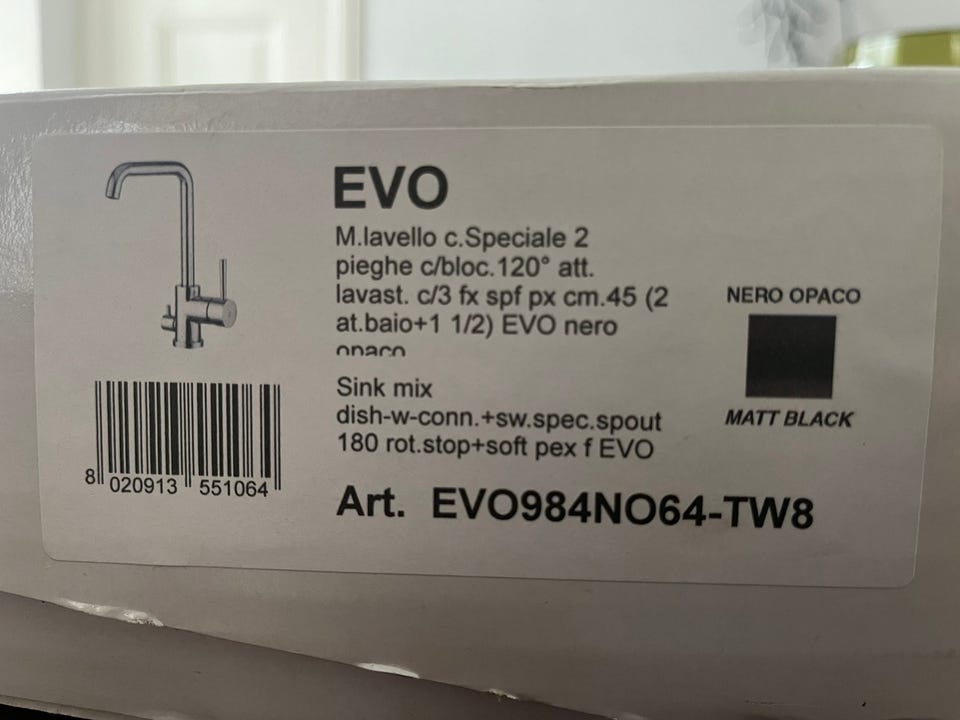 EVO
M.lavello c.Speciale 2
pieghe c/bloc.120° att.
lavast. c/3 fx spf px cm.45 (2
at.baio+1 1/2) EVO nero
opaco
Sink mix
dish-w-conn.+sw.spec.spout
180 rot.stop+soft pex f EVO
Art. EVO984NO64-TW8
NERO OPACO
MATT BLACK
8 020913 551064